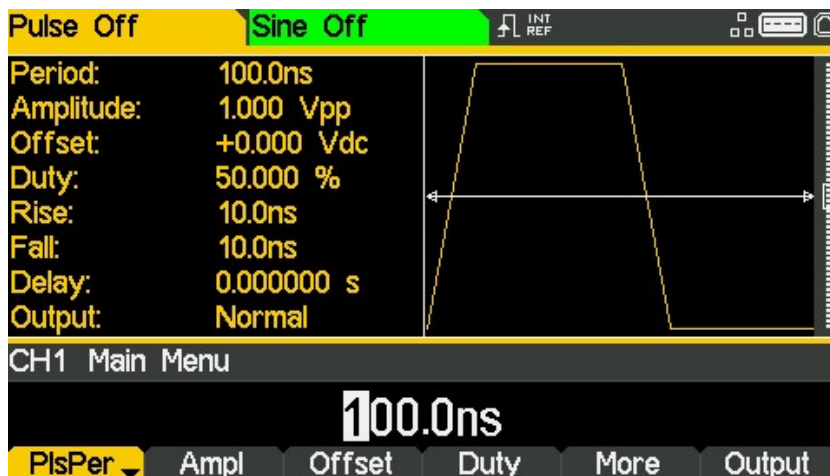 Pulse Off Sine Off INT REF
Period: 100.0ns
Amplitude: 1.000 Vpp
Offset: +0.000 Vdc
Duty: 50.000 %
Rise: 10.0ns
Fall: 10.0ns
Delay: 0.000000 s
Output: Normal
CH1 Main Menu
100.0ns
PlsPer Ampl Offset Duty More Output